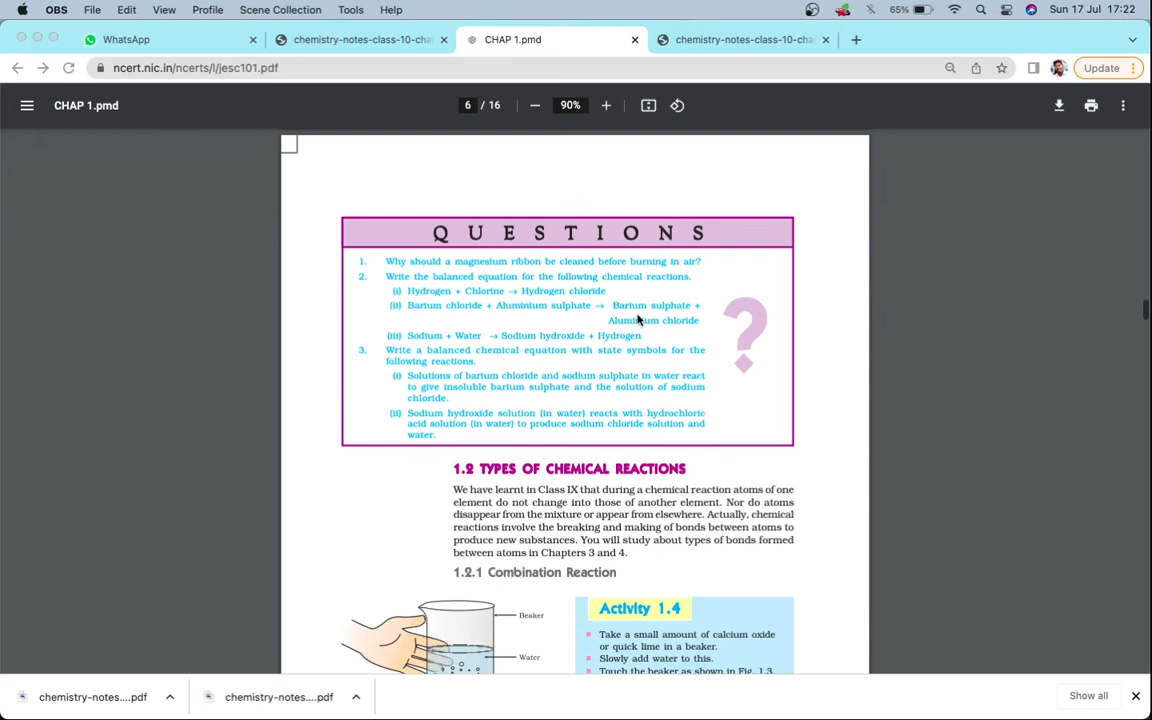 OBS File Edit View Profile Scene Collection Tools Help 65% Sun 17 Jul 17:22
WhatsApp chemistry-notes-class-10-cha CHAP 1.pmd chemistry-notes-class-10-cha
ncert.nic.in/ncerts/l/jesc101.pdf Update
CHAP 1.pmd 6 / 16 90%
QUESTIONS
1. Why should a magnesium ribbon be cleaned before burning in air?
2. Write the balanced equation for the following chemical reactions.
(i) Hydrogen + Chlorine → Hydrogen chloride
(ii) Barium chloride + Aluminium sulphate → Barium sulphate +
Aluminium chloride
(iii) Sodium + Water → Sodium hydroxide + Hydrogen
3. Write a balanced chemical equation with state symbols for the
following reactions.
(i) Solutions of barium chloride and sodium sulphate in water react
to give insoluble barium sulphate and the solution of sodium
chloride.
(ii) Sodium hydroxide solution (in water) reacts with hydrochloric
acid solution (in water) to produce sodium chloride solution and
water.
?
1.2 TYPES OF CHEMICAL REACTIONS
We have learnt in Class IX that during a chemical reaction atoms of one
element do not change into those of another element. Nor do atoms
disappear from the mixture or appear from elsewhere. Actually, chemical
reactions involve the breaking and making of bonds between atoms to
produce new substances. You will study about types of bonds formed
between atoms in Chapters 3 and 4.
1.2.1 Combination Reaction
Beaker
Water
Activity 1.4
Take a small amount of calcium oxide
or quick lime in a beaker.
Slowly add water to this.
Touch the beaker as shown in Fig. 1.3.
chemistry-notes....pdf chemistry-notes....pdf Show all